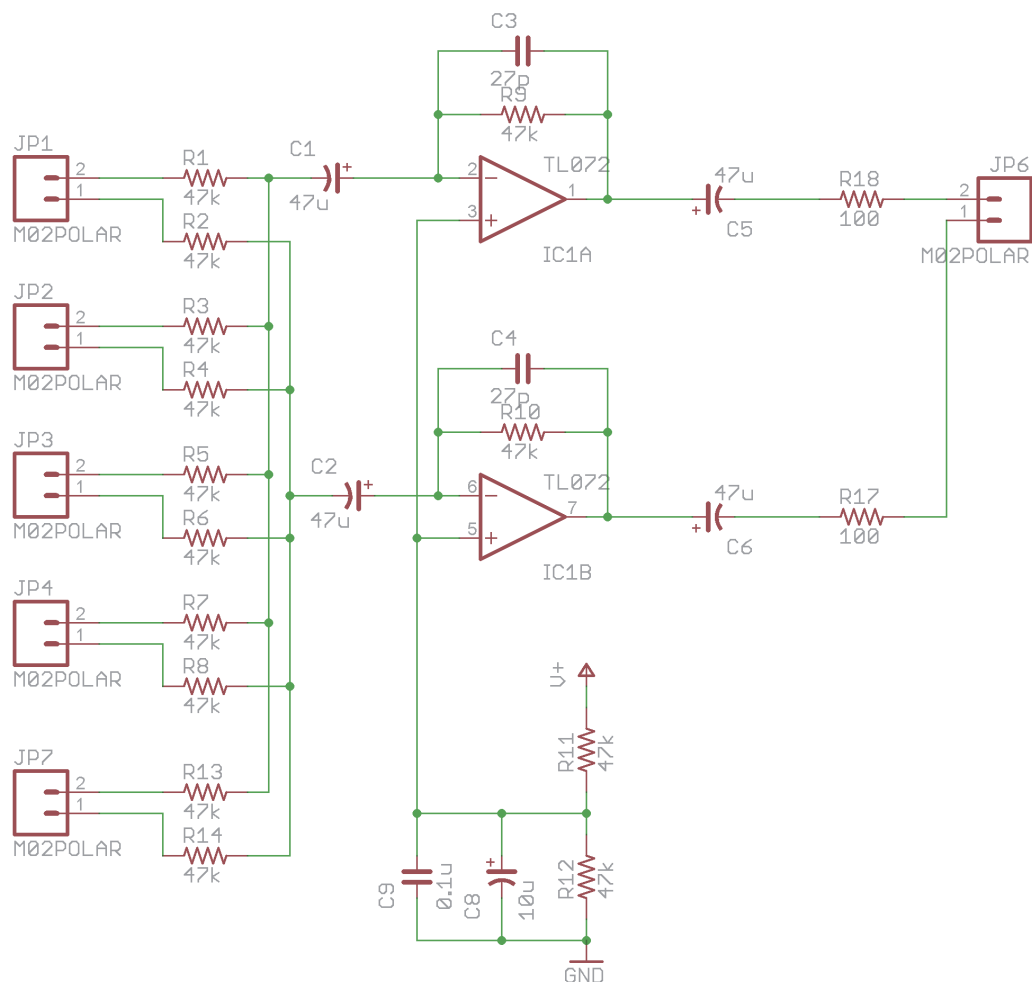 C3
27p
R9
47k
JP1
2
1
M02POLAR
R1
47k
R2
47k
C1
+
47u
2
3
1
TL072
IC1A
47u
+
C5
R18
100
JP6
2
1
M02POLAR
JP2
2
1
M02POLAR
R3
47k
R4
47k
C4
27p
R10
47k
JP3
2
1
M02POLAR
R5
47k
R6
47k
C2
+
47u
6
5
7
TL072
IC1B
47u
+
C6
R17
100
JP4
2
1
M02POLAR
R7
47k
R8
47k
V+
R11
47k
JP7
2
1
M02POLAR
R13
47k
R14
47k
C9
0.1u
+
C8
10u
R12
47k
GND